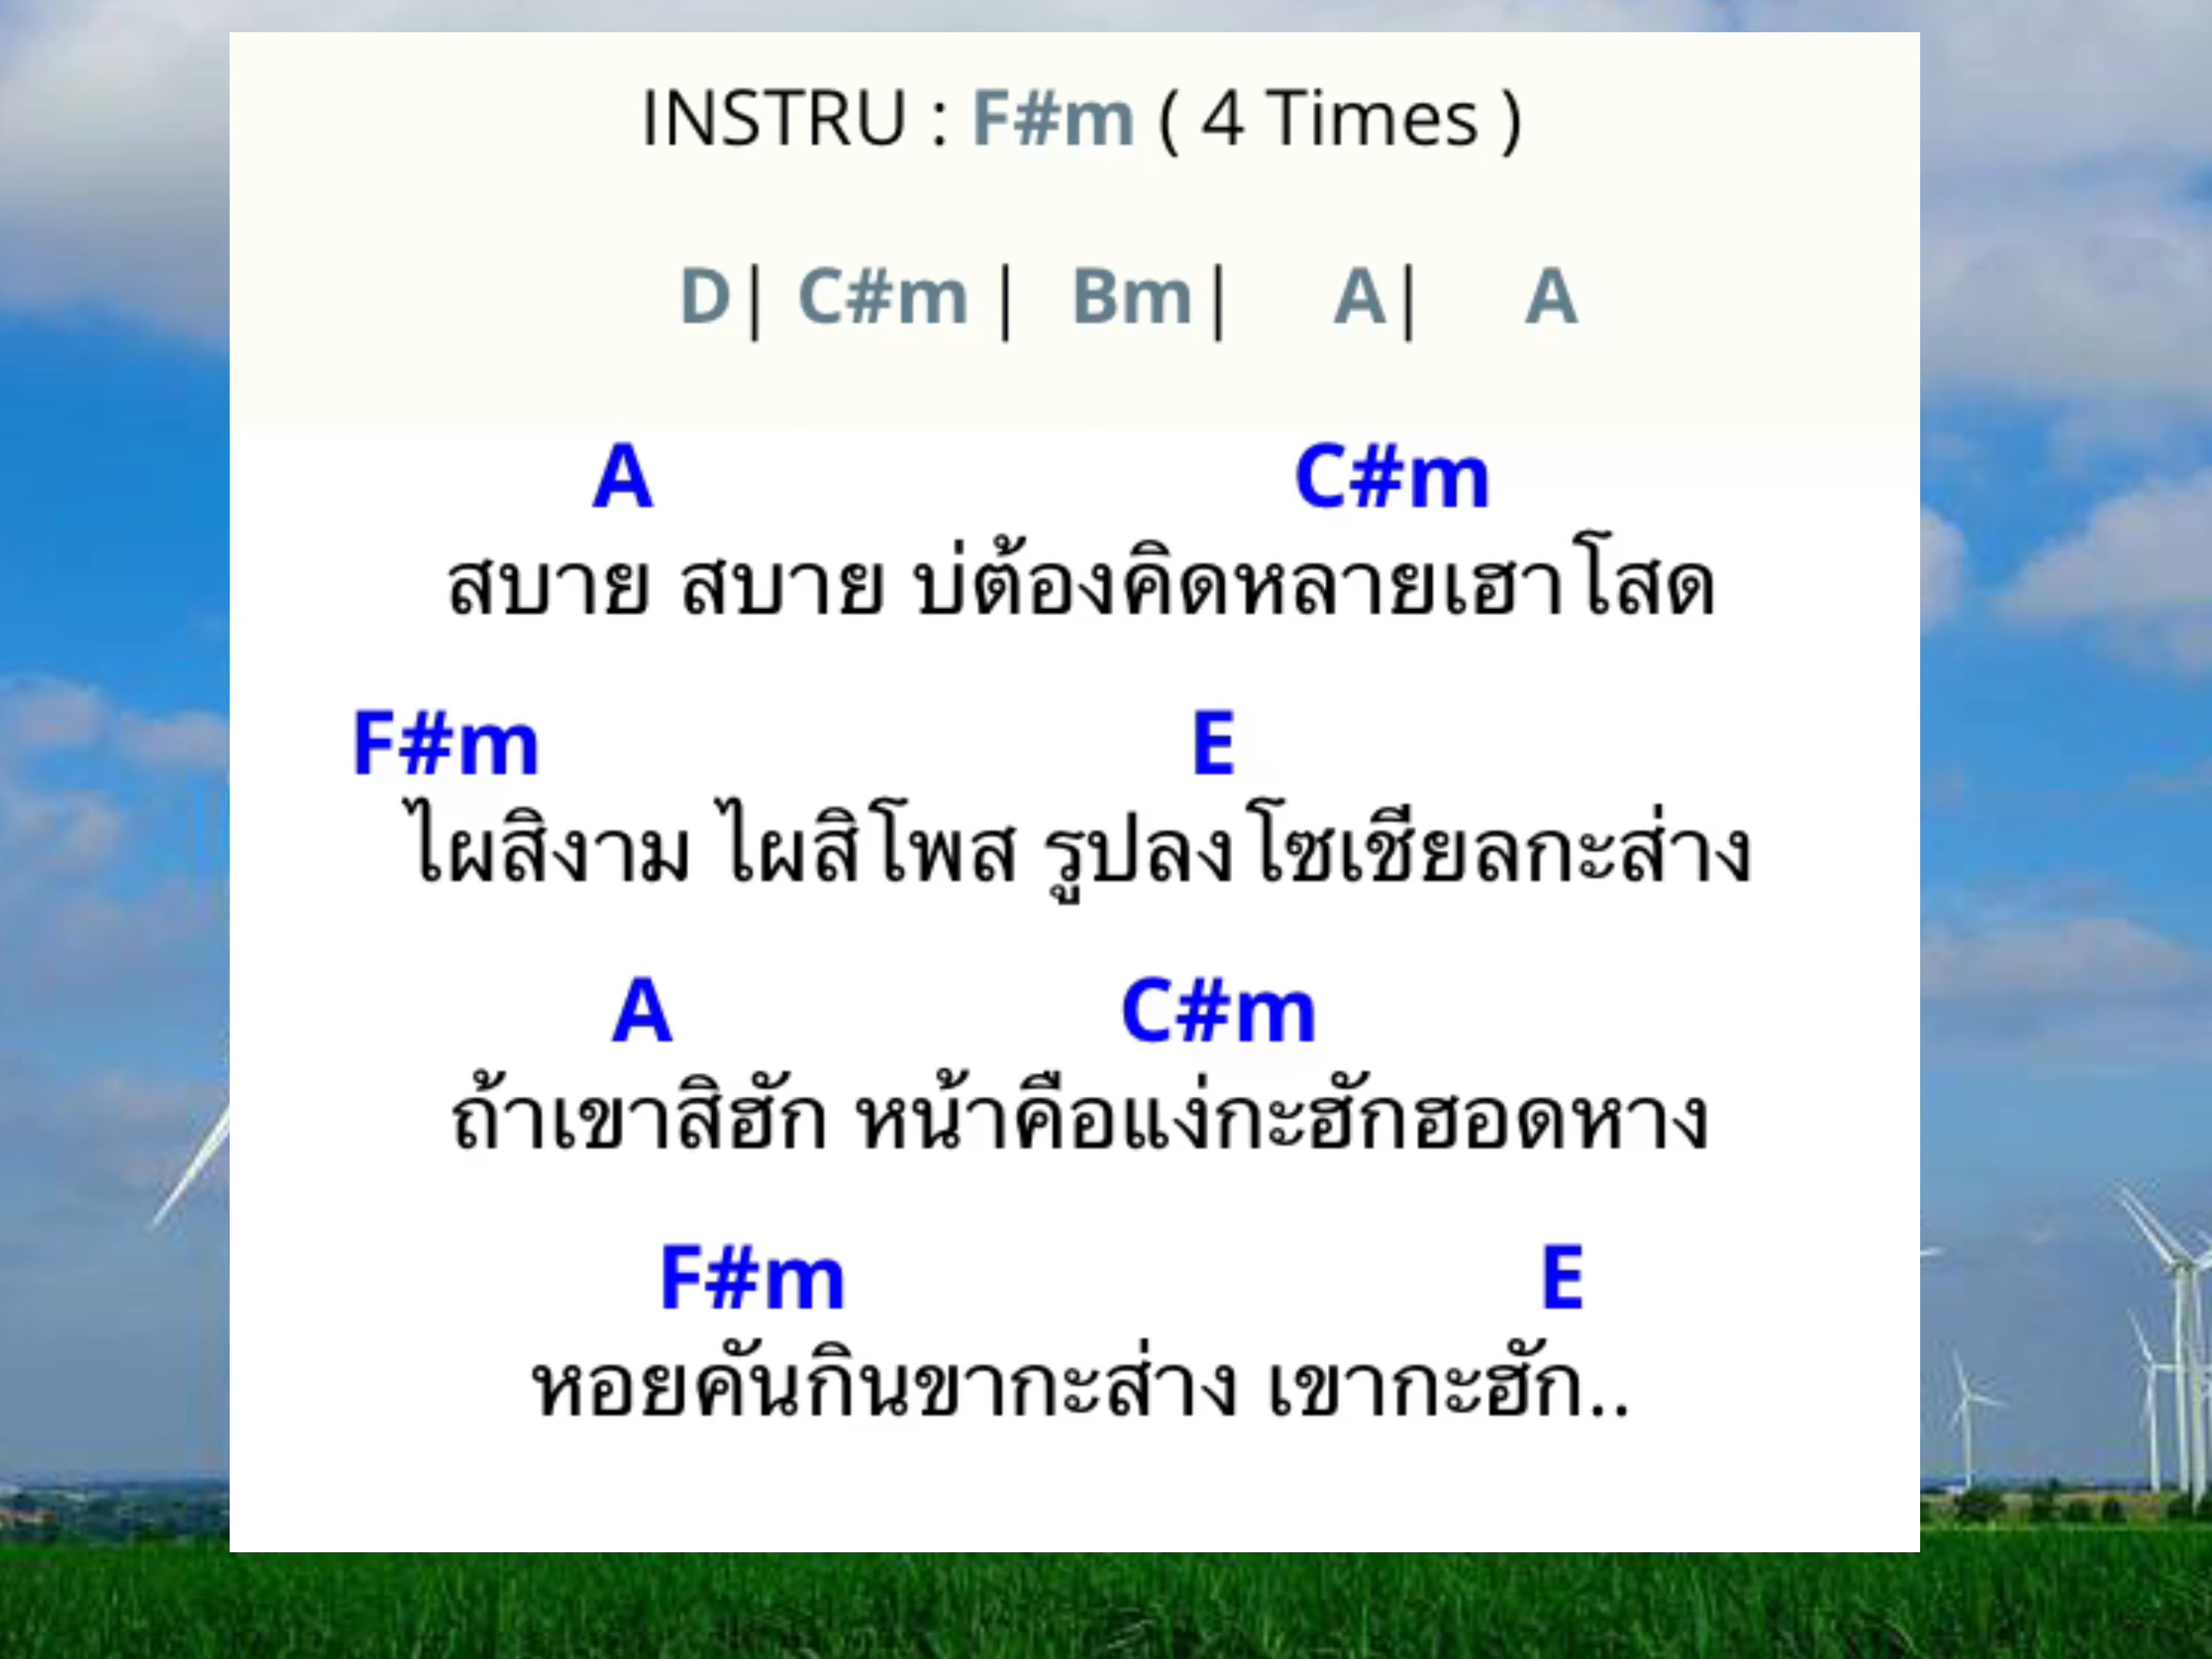 INSTRU : F#m ( 4 Times )
D| C#m | Bm| A| A
A C#m
สบาย สบาย บ่ต้องคิดหลายเฮาโสด
F#m E
ไผสิงาม ไผสิโพส รูปลงโซเชียลกะส่าง
A C#m
ถ้าเขาสิฮัก หน้าคือแง่กะฮักฮอดหาง
F#m E
หอยคันกินขากะส่าง เขากะฮัก..